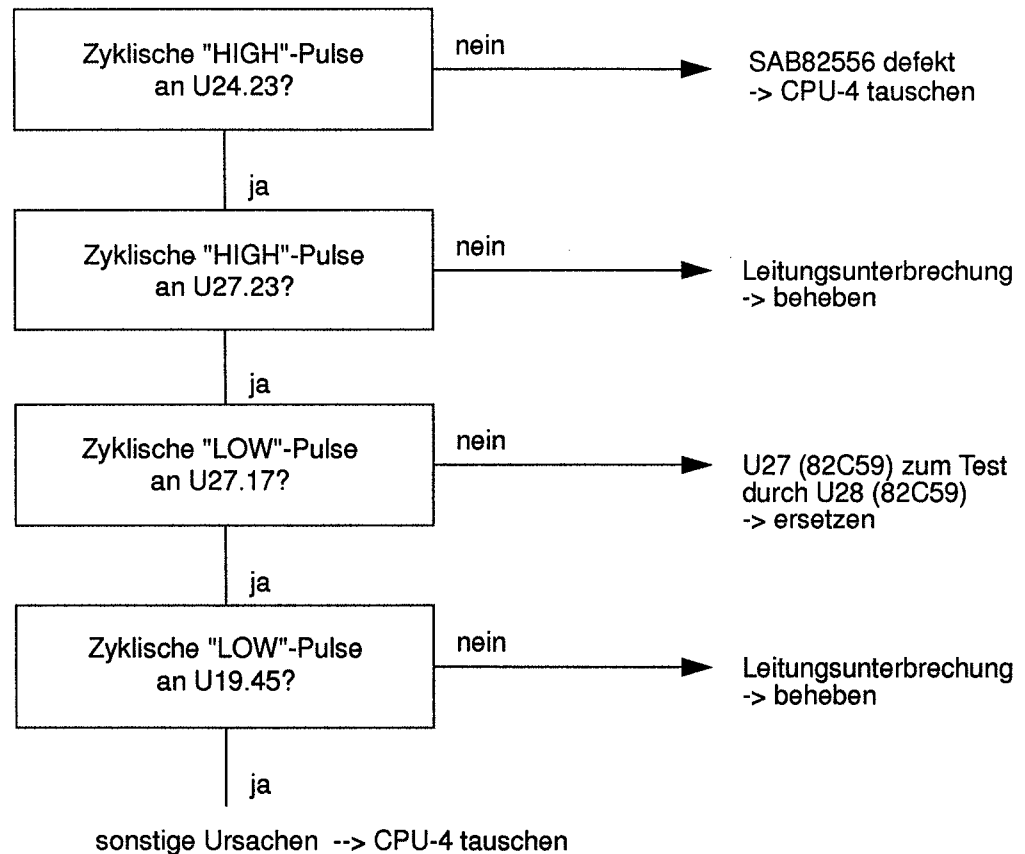 Zyklische "HIGH"-Pulse
an U24.23?
nein
SAB82556 defekt
-> CPU-4 tauschen
ja
Zyklische "HIGH"-Pulse
an U27.23?
nein
Leitungsunterbrechung
-> beheben
ja
Zyklische "LOW"-Pulse
an U27.17?
nein
U27 (82C59) zum Test
durch U28 (82C59)
-> ersetzen
ja
Zyklische "LOW"-Pulse
an U19.45?
nein
Leitungsunterbrechung
-> beheben
ja
sonstige Ursachen --> CPU-4 tauschen